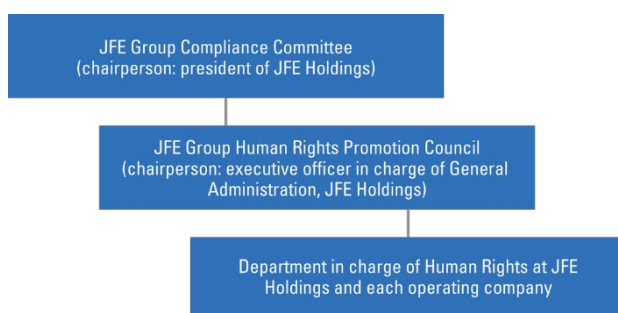 JFE Group Compliance Committee
(chairperson: president of JFE Holdings)
JFE Group Human Rights Promotion Council
(chairperson: executive officer in charge of General
Administration, JFE Holdings)
Department in charge of Human Rights at JFE
Holdings and each operating company